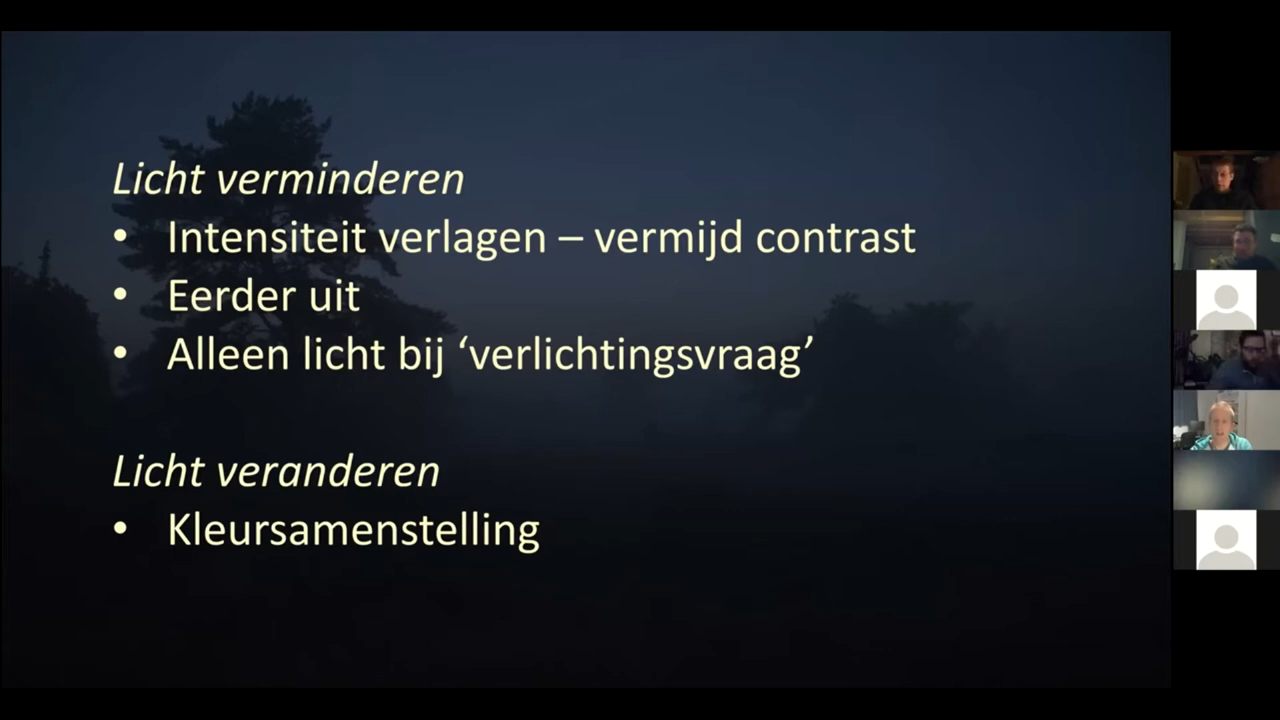 Licht verminderen
• Intensiteit verlagen – vermijd contrast
• Eerder uit
• Alleen licht bij ‘verlichtingsvraag’
Licht veranderen
• Kleursamenstelling